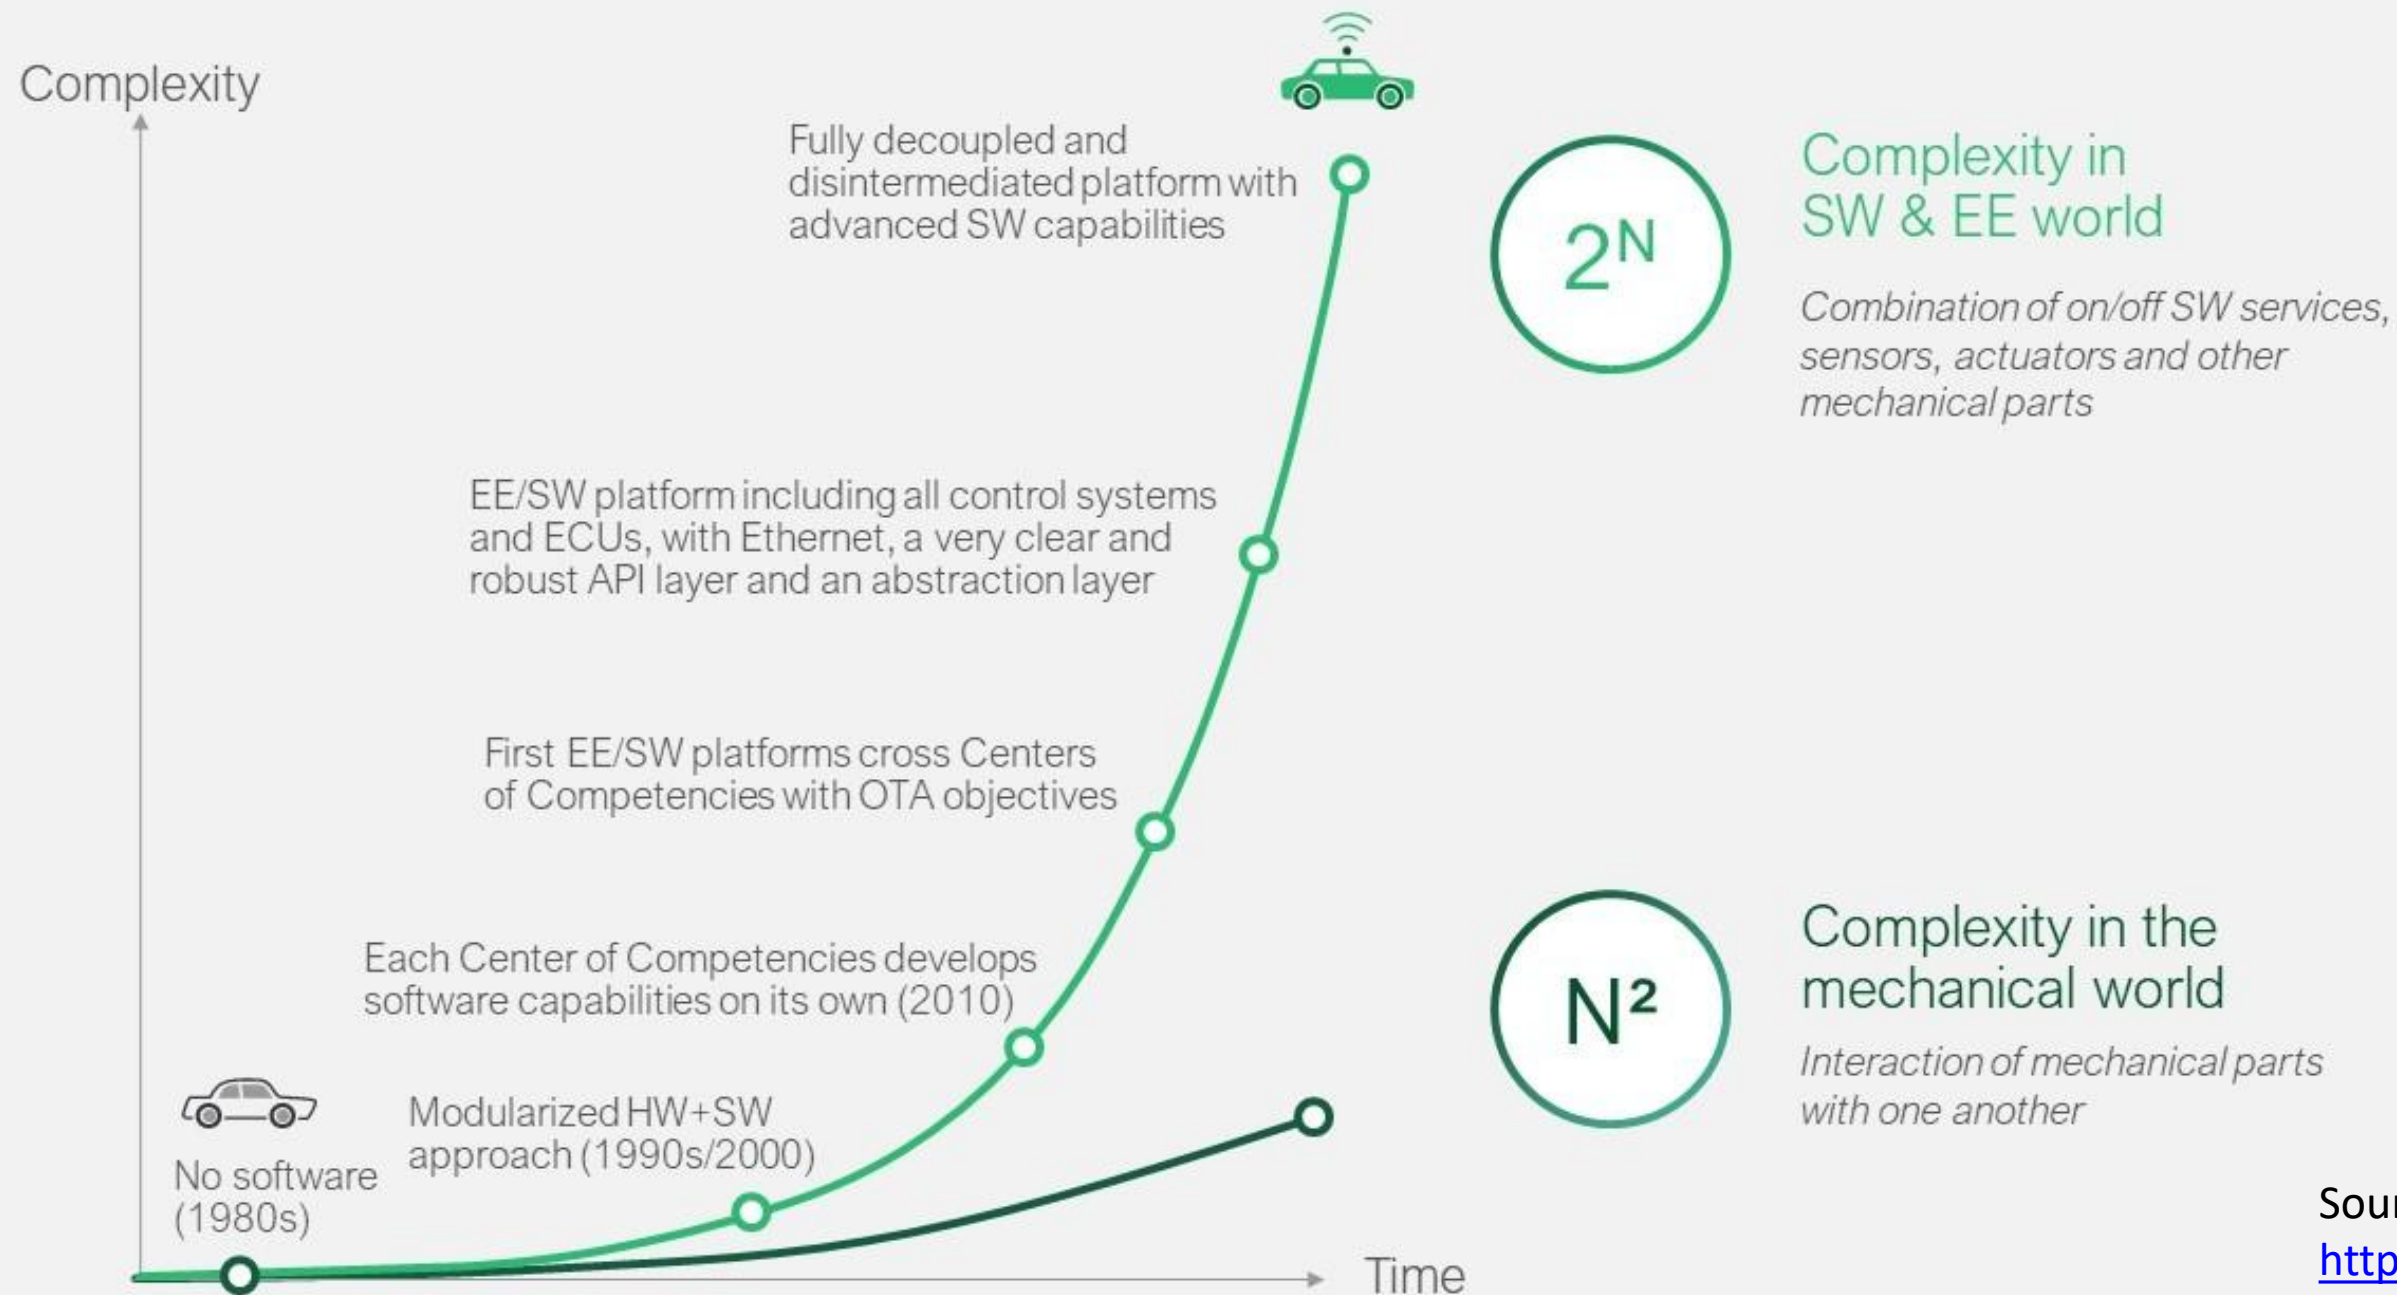 Complexity
Fully decoupled and
disintermediated platform with
advanced SW capabilities
2ᴺ
Complexity in
SW & EE world
Combination of on/off SW services,
sensors, actuators and other
mechanical parts
EE/SW platform including all control systems
and ECUs, with Ethernet, a very clear and
robust API layer and an abstraction layer
First EE/SW platforms cross Centers
of Competencies with OTA objectives
Each Center of Competencies develops
software capabilities on its own (2010)
N²
Complexity in the
mechanical world
Interaction of mechanical parts
with one another
Modularized HW+SW
approach (1990s/2000)
No software
(1980s)
Time